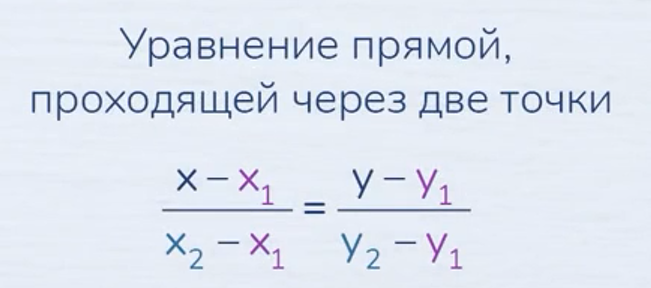 Уравнение прямой,
проходящей через две точки
x − x₁ = y − y₁
x₂ − x₁ y₂ − y₁